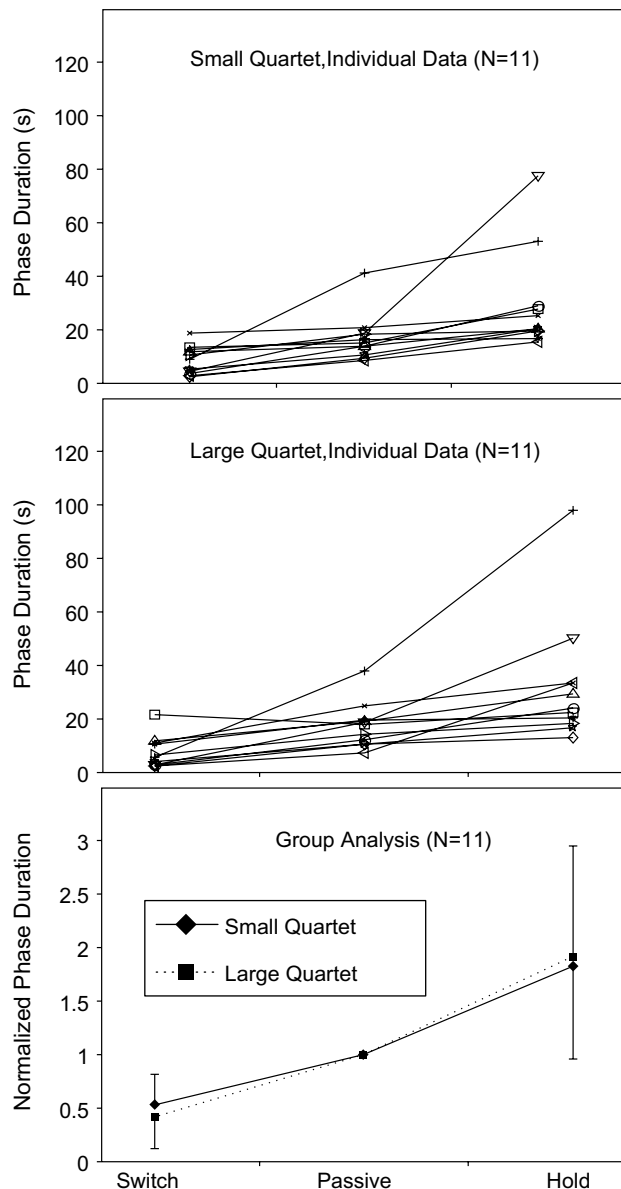 Small Quartet,Individual Data (N=11)
Phase Duration (s)
120
100
80
60
40
20
0
Large Quartet,Individual Data (N=11)
Phase Duration (s)
120
100
80
60
40
20
0
Group Analysis (N=11)
Normalized Phase Duration
3
2.5
2
1.5
1
0.5
0
Small Quartet
Large Quartet
Switch
Passive
Hold